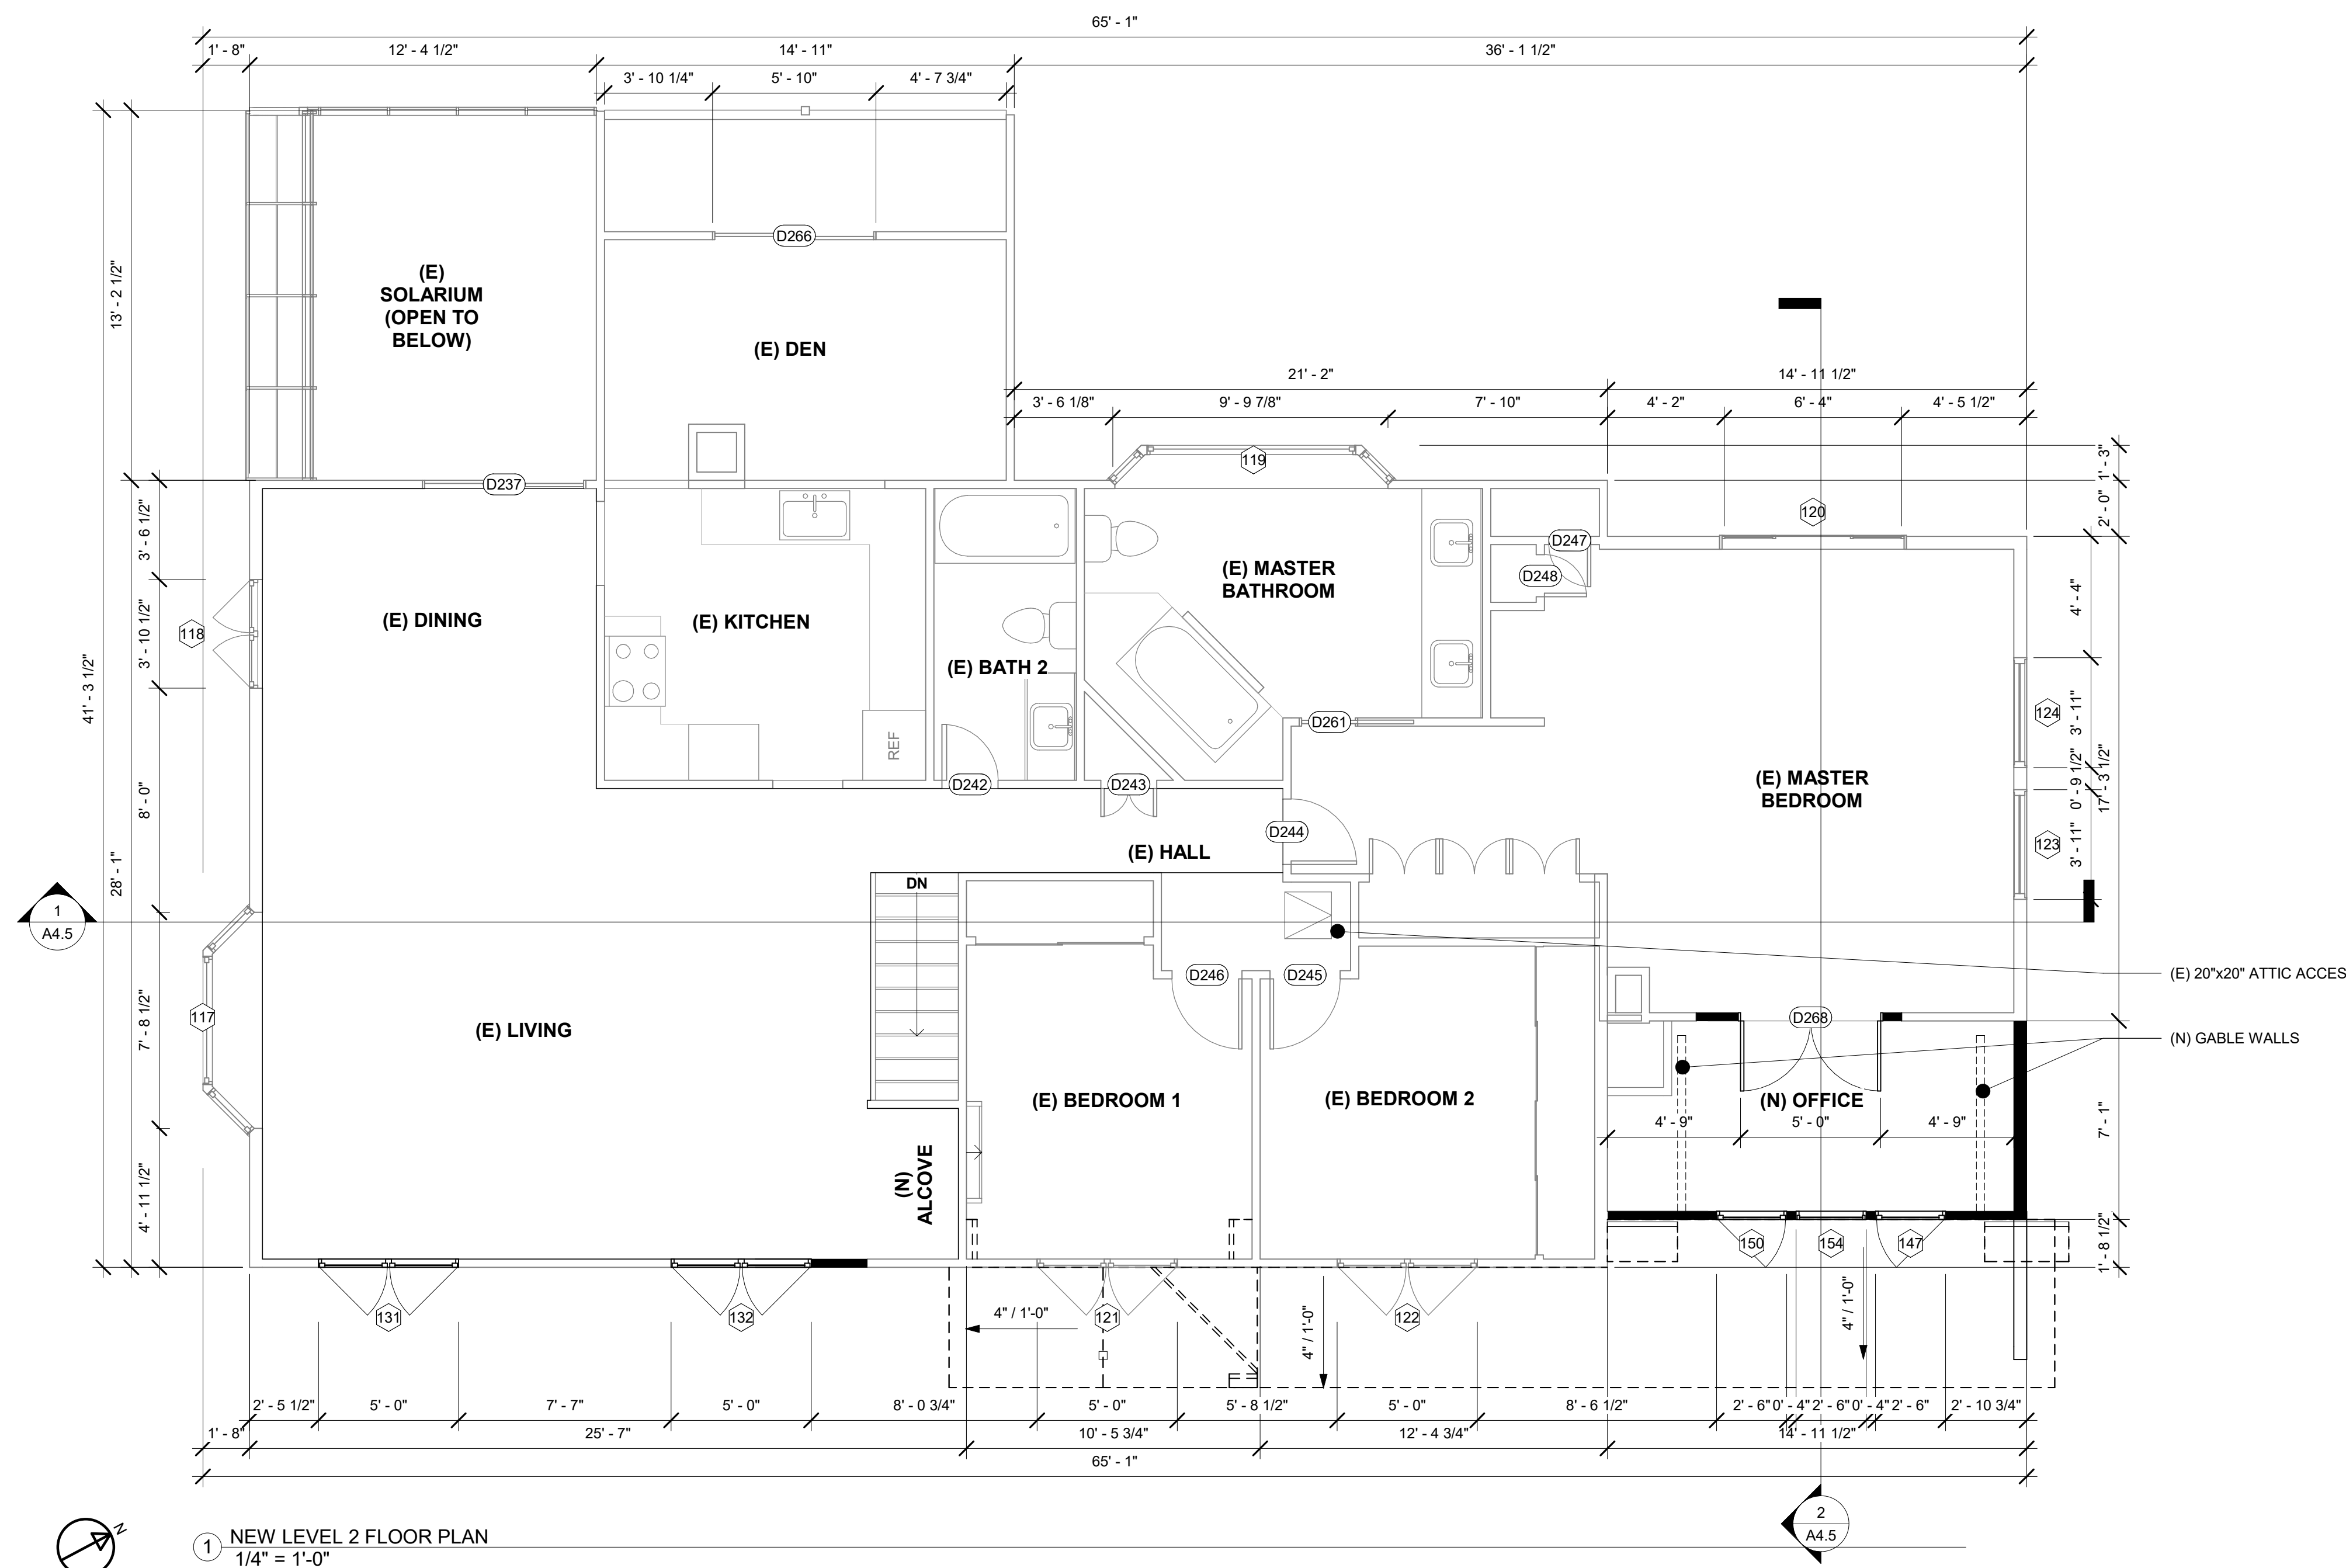 65' - 1"
1' - 8"
12' - 4 1/2"
14' - 11"
36' - 1 1/2"
3' - 10 1/4"
5' - 10"
4' - 7 3/4"
D266
13' - 2 1/2"
(E)
SOLARIUM
(OPEN TO
BELOW)
(E) DEN
21' - 2"
14' - 11 1/2"
3' - 6 1/8"
9' - 9 7/8"
7' - 10"
4' - 2"
6' - 4"
4' - 5 1/2"
119
1' - 3"
D237
120
2' - 0"
3' - 6 1/2"
D247
D248
(E) MASTER
BATHROOM
4' - 4"
118
3' - 10 1/2"
(E) DINING
(E) KITCHEN
(E) BATH 2
41' - 3 1/2"
D261
124
3' - 11"
REF
0' - 9 1/2"
17' - 3 1/2"
(E) MASTER
BEDROOM
D242
D243
8' - 0"
D244
123
3' - 11"
(E) HALL
28' - 1"
DN
1
A4.5
D246
D245
(E) 20"x20" ATTIC ACCES
117
7' - 8 1/2"
(E) LIVING
D268
(N) GABLE WALLS
(E) BEDROOM 1
(E) BEDROOM 2
(N) OFFICE
4' - 9"
5' - 0"
4' - 9"
7' - 1"
(N)
ALCOVE
4' - 11 1/2"
150
154
147
1' - 8 1/2"
131
132
4" / 1'-0"
121
4" / 1'-0"
122
4" / 1'-0"
2' - 5 1/2"
5' - 0"
7' - 7"
5' - 0"
8' - 0 3/4"
5' - 0"
5' - 8 1/2"
5' - 0"
8' - 6 1/2"
2' - 6"
0' - 4"
2' - 6"
0' - 4"
2' - 6"
2' - 10 3/4"
1' - 8"
25' - 7"
10' - 5 3/4"
12' - 4 3/4"
14' - 11 1/2"
65' - 1"
2
A4.5
N
1
NEW LEVEL 2 FLOOR PLAN
1/4" = 1'-0"